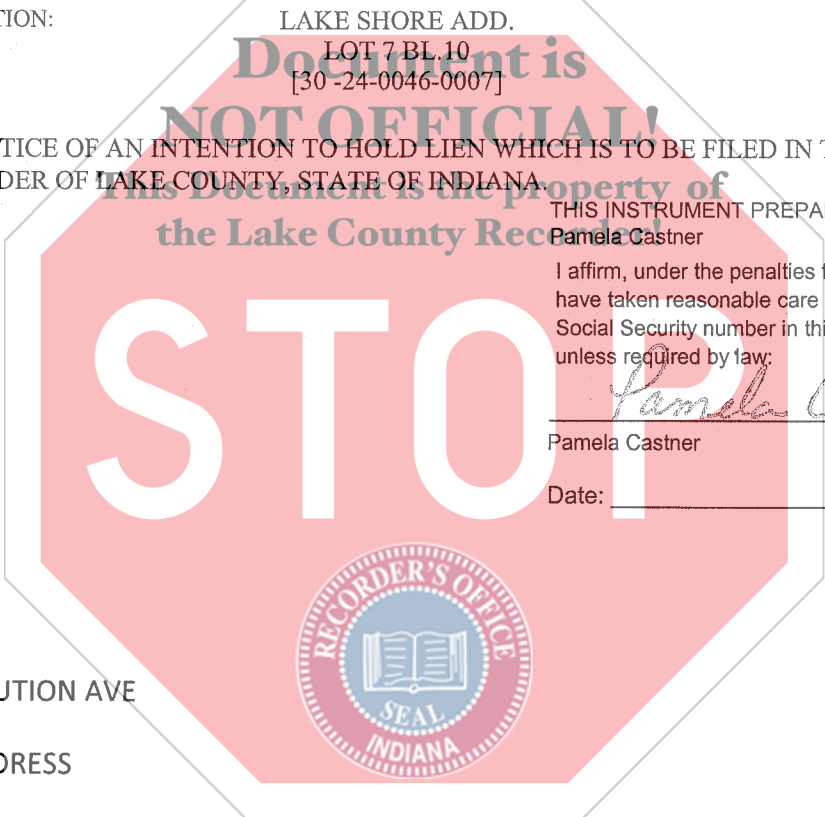 TION:
LAKE SHORE ADD.
LOT 7 BL.10
[30 -24-0046-0007]
Document is
NOT OFFICIAL!
TICE OF AN INTENTION TO HOLD LIEN WHICH IS TO BE FILED IN T
DER OF LAKE COUNTY, STATE OF INDIANA.
This Document is the property of
the Lake County Recorder!
THIS INSTRUMENT PREPA
Pamela Castner
I affirm, under the penalties f
have taken reasonable care
Social Security number in thi
unless required by law:
Pamela C
Pamela Castner
Date:
STOP
RECORDER'S OFFICE
SEAL
INDIANA
UTION AVE
DRESS